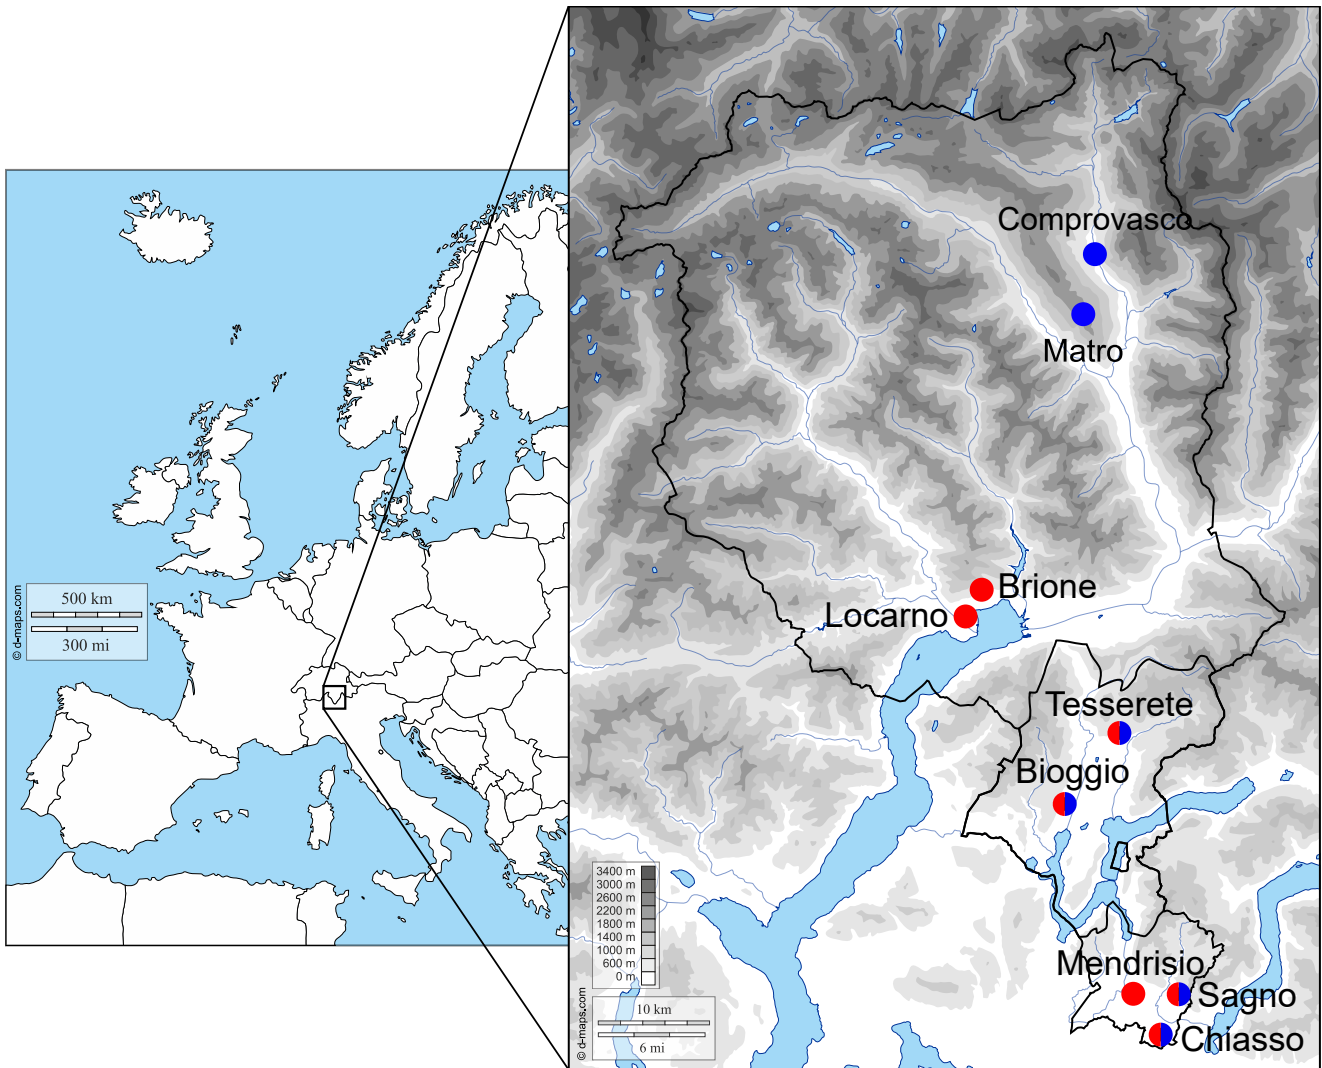 500 km
300 mi
© d-maps.com
Comprovasco
Matro
Brione
Locarno
Tesserete
Bioggio
Mendrisio
Sagno
Chiasso
3400 m
3000 m
2600 m
2200 m
1800 m
1400 m
1000 m
600 m
0 m
10 km
6 mi
© d-maps.com